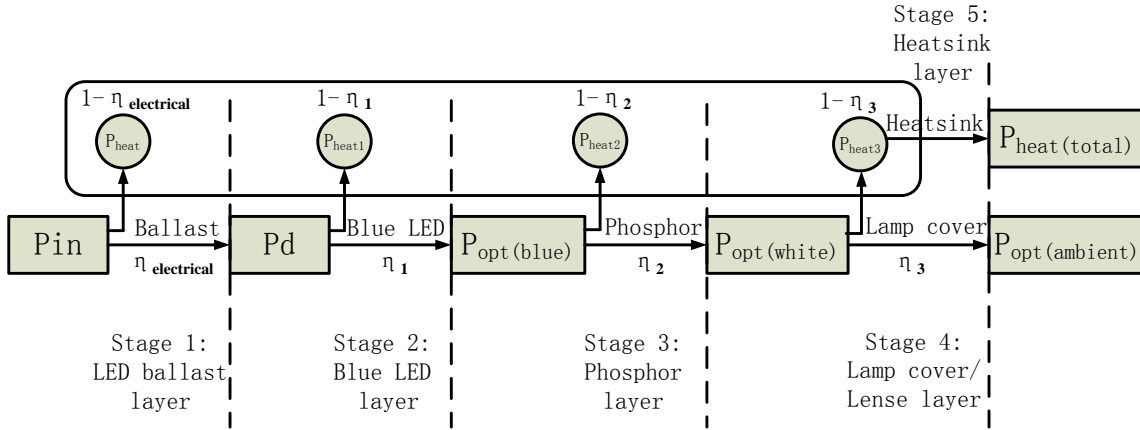 Stage 5:
Heatsink
layer
1- η electrical
1- η 1
1- η 2
1- η 3
Pheat
Pheat1
Pheat2
Pheat3
Heatsink
Pheat(total)
Pin
Ballast
η electrical
Pd
Blue LED
η 1
Popt(blue)
Phosphor
η 2
Popt(white)
Lamp cover
η 3
Popt(ambient)
Stage 1:
LED ballast
layer
Stage 2:
Blue LED
layer
Stage 3:
Phosphor
layer
Stage 4:
Lamp cover/
Lense layer